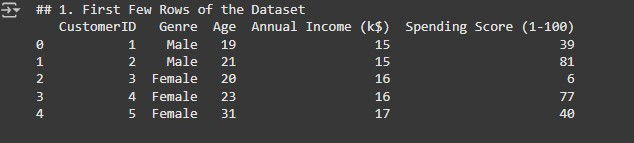 ## 1. First Few Rows of the Dataset
CustomerID Genre Age Annual Income (k$) Spending Score (1-100)
0 1 Male 19 15 39
1 2 Male 21 15 81
2 3 Female 20 16 6
3 4 Female 23 16 77
4 5 Female 31 17 40